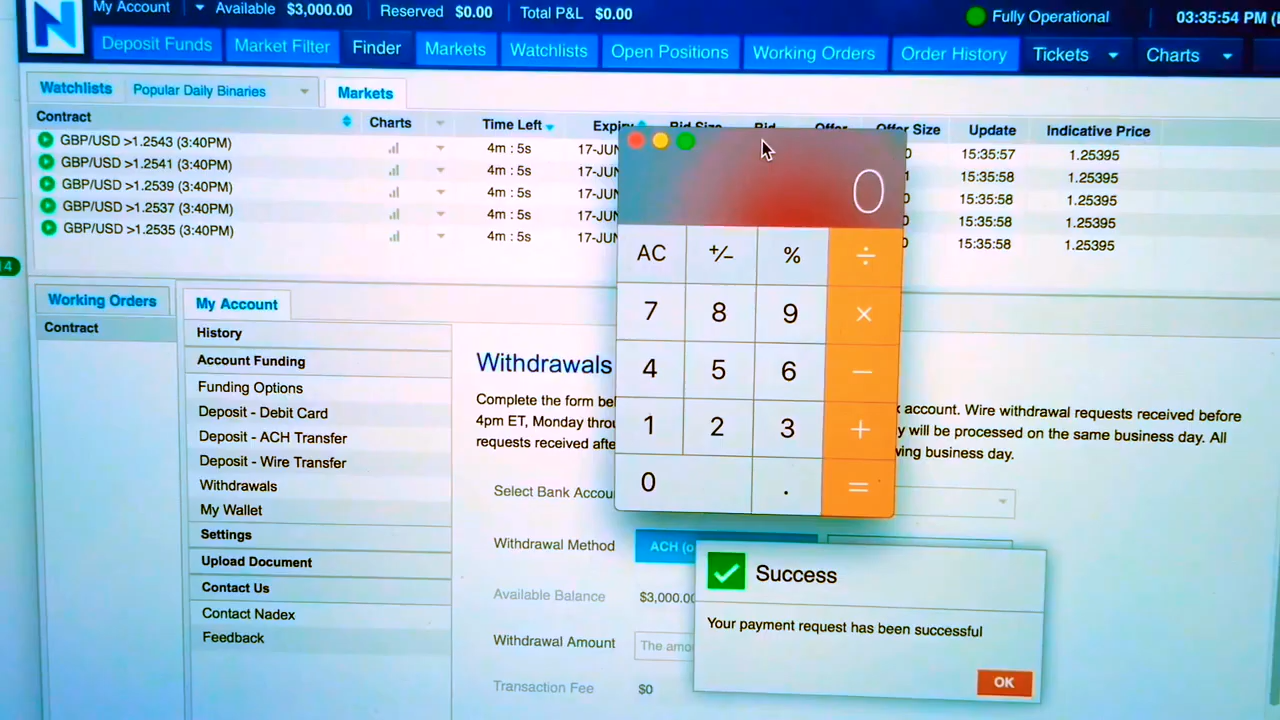 N
My Account Available $3,000.00 Reserved $0.00 Total P&L $0.00 Fully Operational 03:35:54 PM
Deposit Funds Market Filter Finder Markets Watchlists Open Positions Working Orders Order History Tickets Charts
Watchlists Popular Daily Binaries Markets
Contract Charts Time Left Expiry Bid Size Bid Offer Offer Size Update Indicative Price
GBP/USD >1.2543 (3:40PM) 4m : 5s 17-JUN 0 15:35:57 1.25395
GBP/USD >1.2541 (3:40PM) 4m : 5s 17-JUN 15:35:58 1.25395
GBP/USD >1.2539 (3:40PM) 4m : 5s 17-JUN 0 15:35:58 1.25395
GBP/USD >1.2537 (3:40PM) 4m : 5s 17-JUN 0 15:35:58 1.25395
GBP/USD >1.2535 (3:40PM) 4m : 5s 17-JUN 0 15:35:58 1.25395
14
0
AC +/− % ÷
7 8 9 ×
4 5 6 −
1 2 3 +
0 . =
Working Orders
Contract
My Account
History
Account Funding
Funding Options
Deposit - Debit Card
Deposit - ACH Transfer
Deposit - Wire Transfer
Withdrawals
My Wallet
Settings
Upload Document
Contact Us
Contact Nadex
Feedback
Withdrawals
Complete the form account. Wire withdrawal requests received before
4pm ET, Monday will be processed on the same business day. All
requests received business day.
Select Bank
Withdrawal Method ACH
Available Balance $3,000.00
Withdrawal Amount The
Transaction Fee $0
Success
Your payment request has been successful
OK